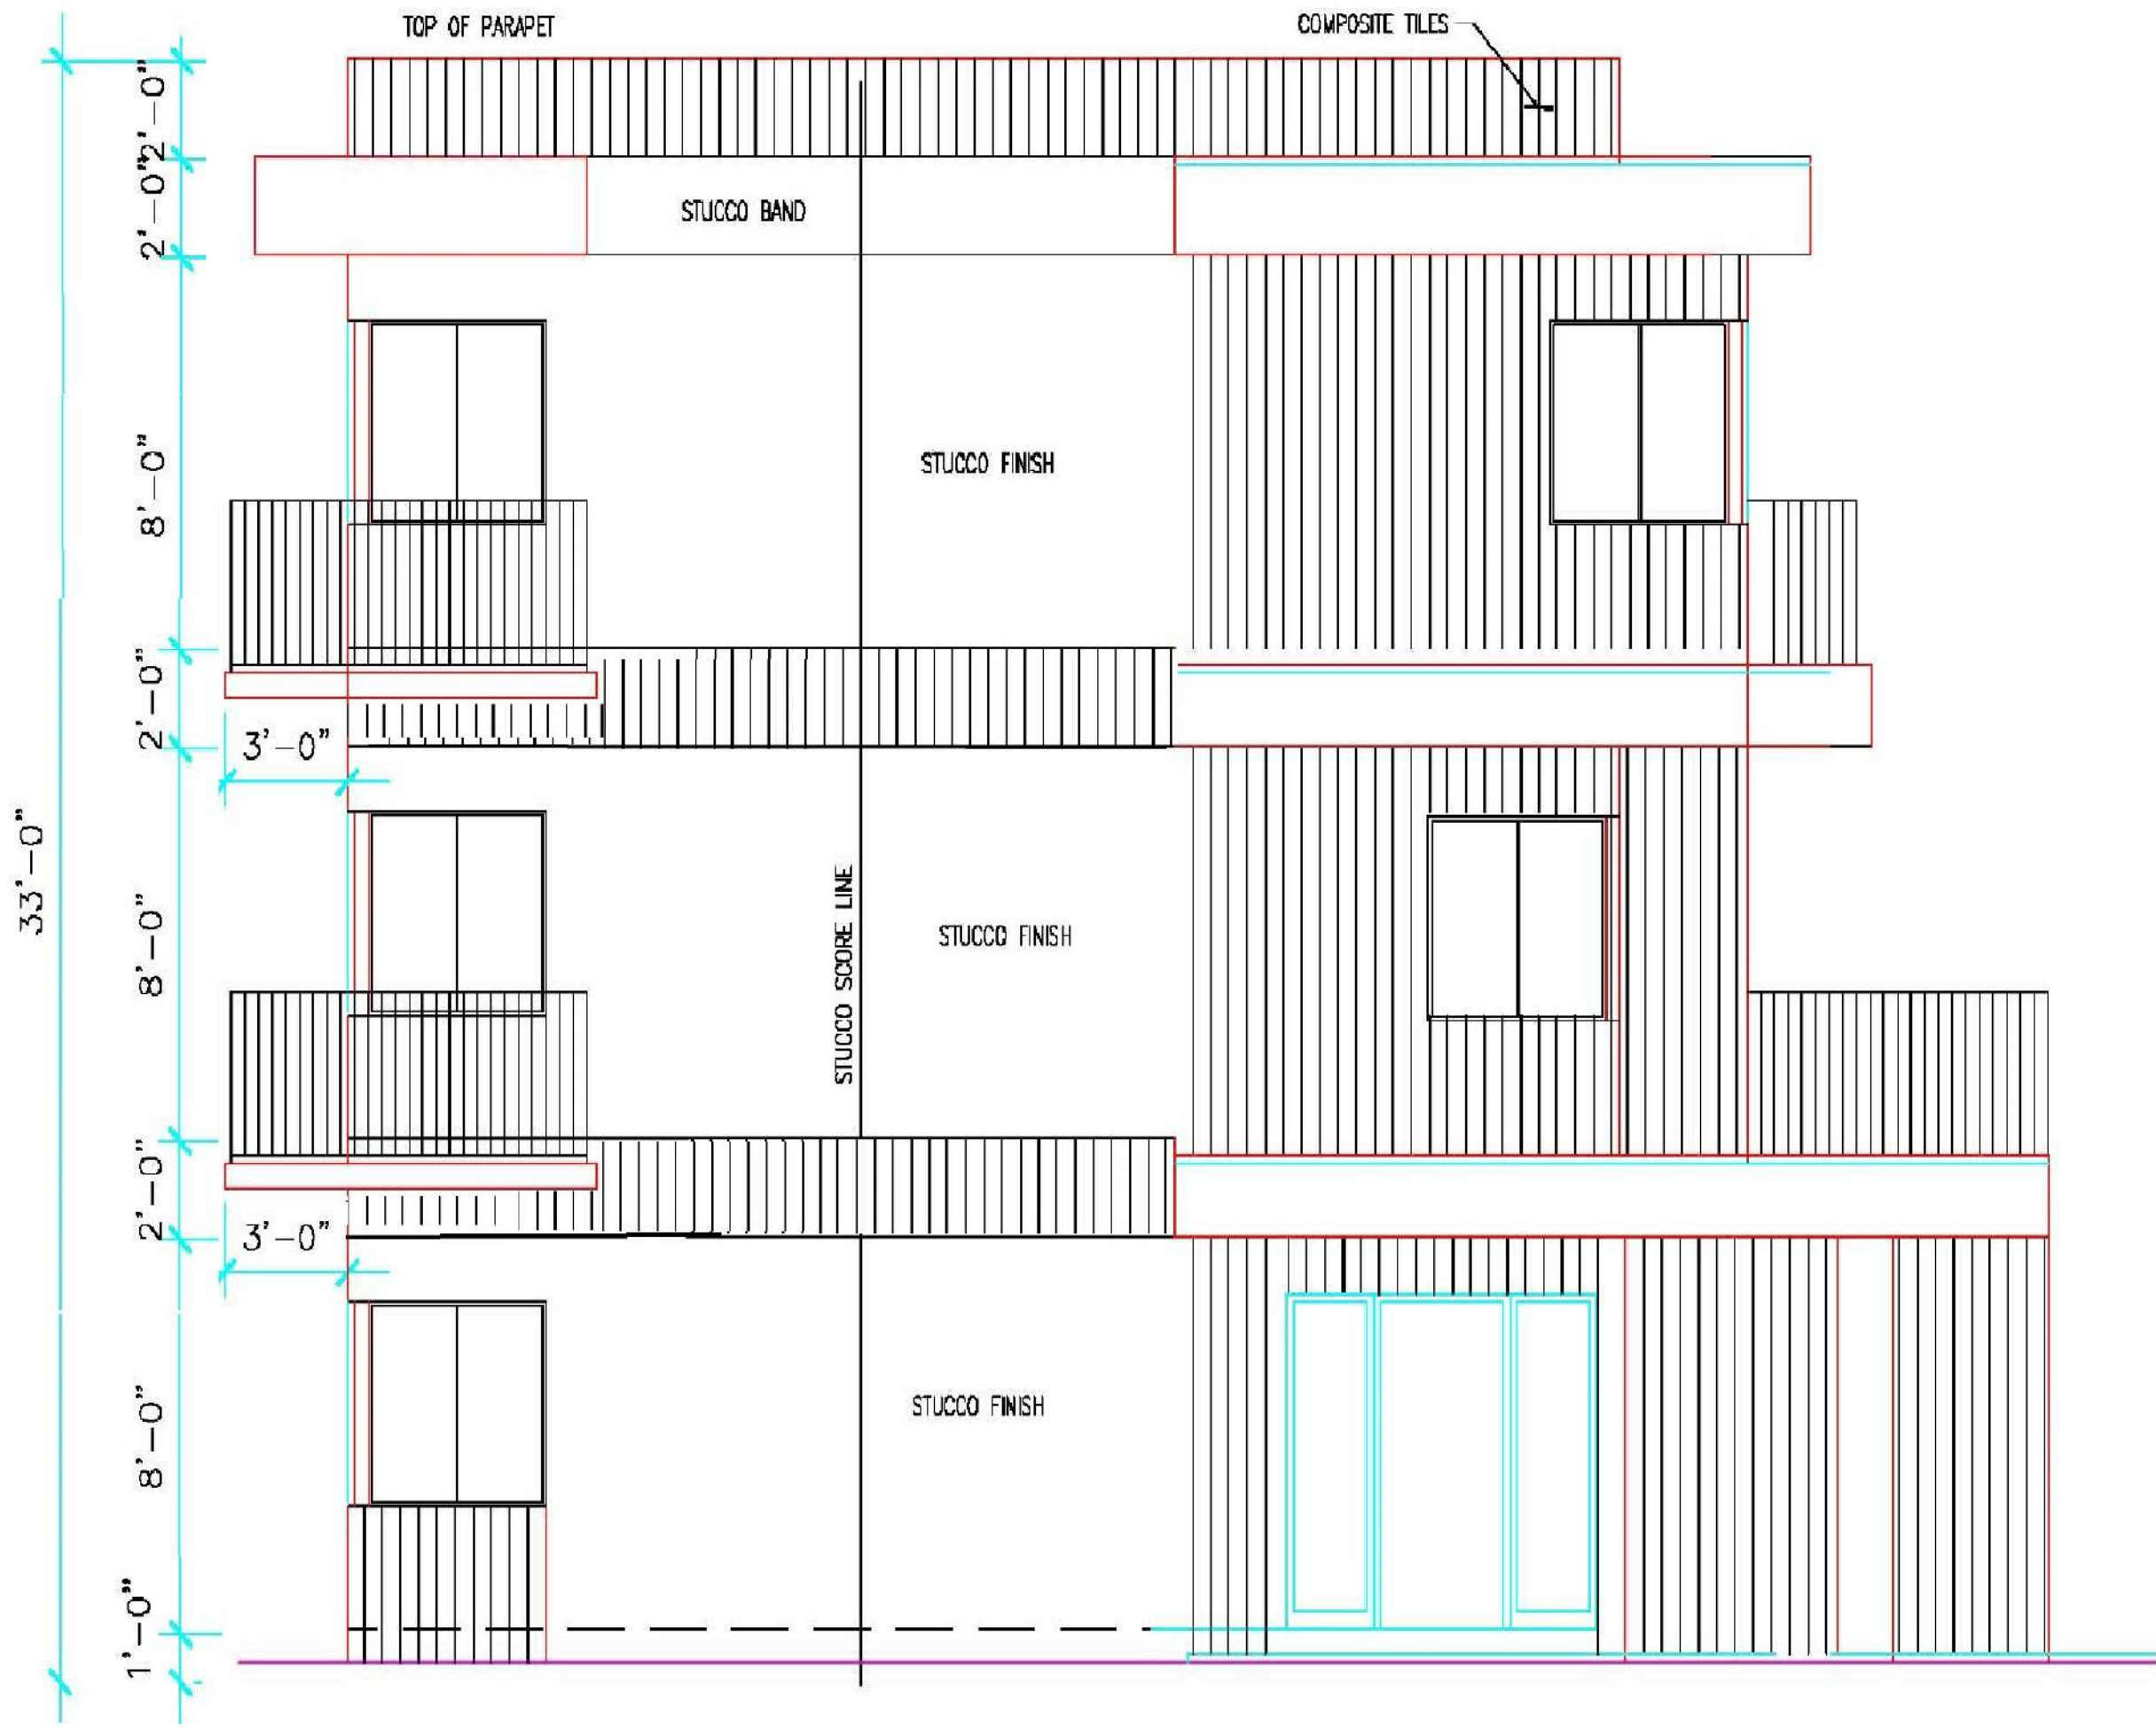 TOP OF PARAPET
COMPOSITE TILES
2'-0"
2'-0"
STUCCO BAND
8'-0"
STUCCO FINISH
2'-0"
3'-0"
33'-0"
8'-0"
STUCCO SCORE LINE
STUCCO FINISH
2'-0"
3'-0"
8'-0"
STUCCO FINISH
1'-0"